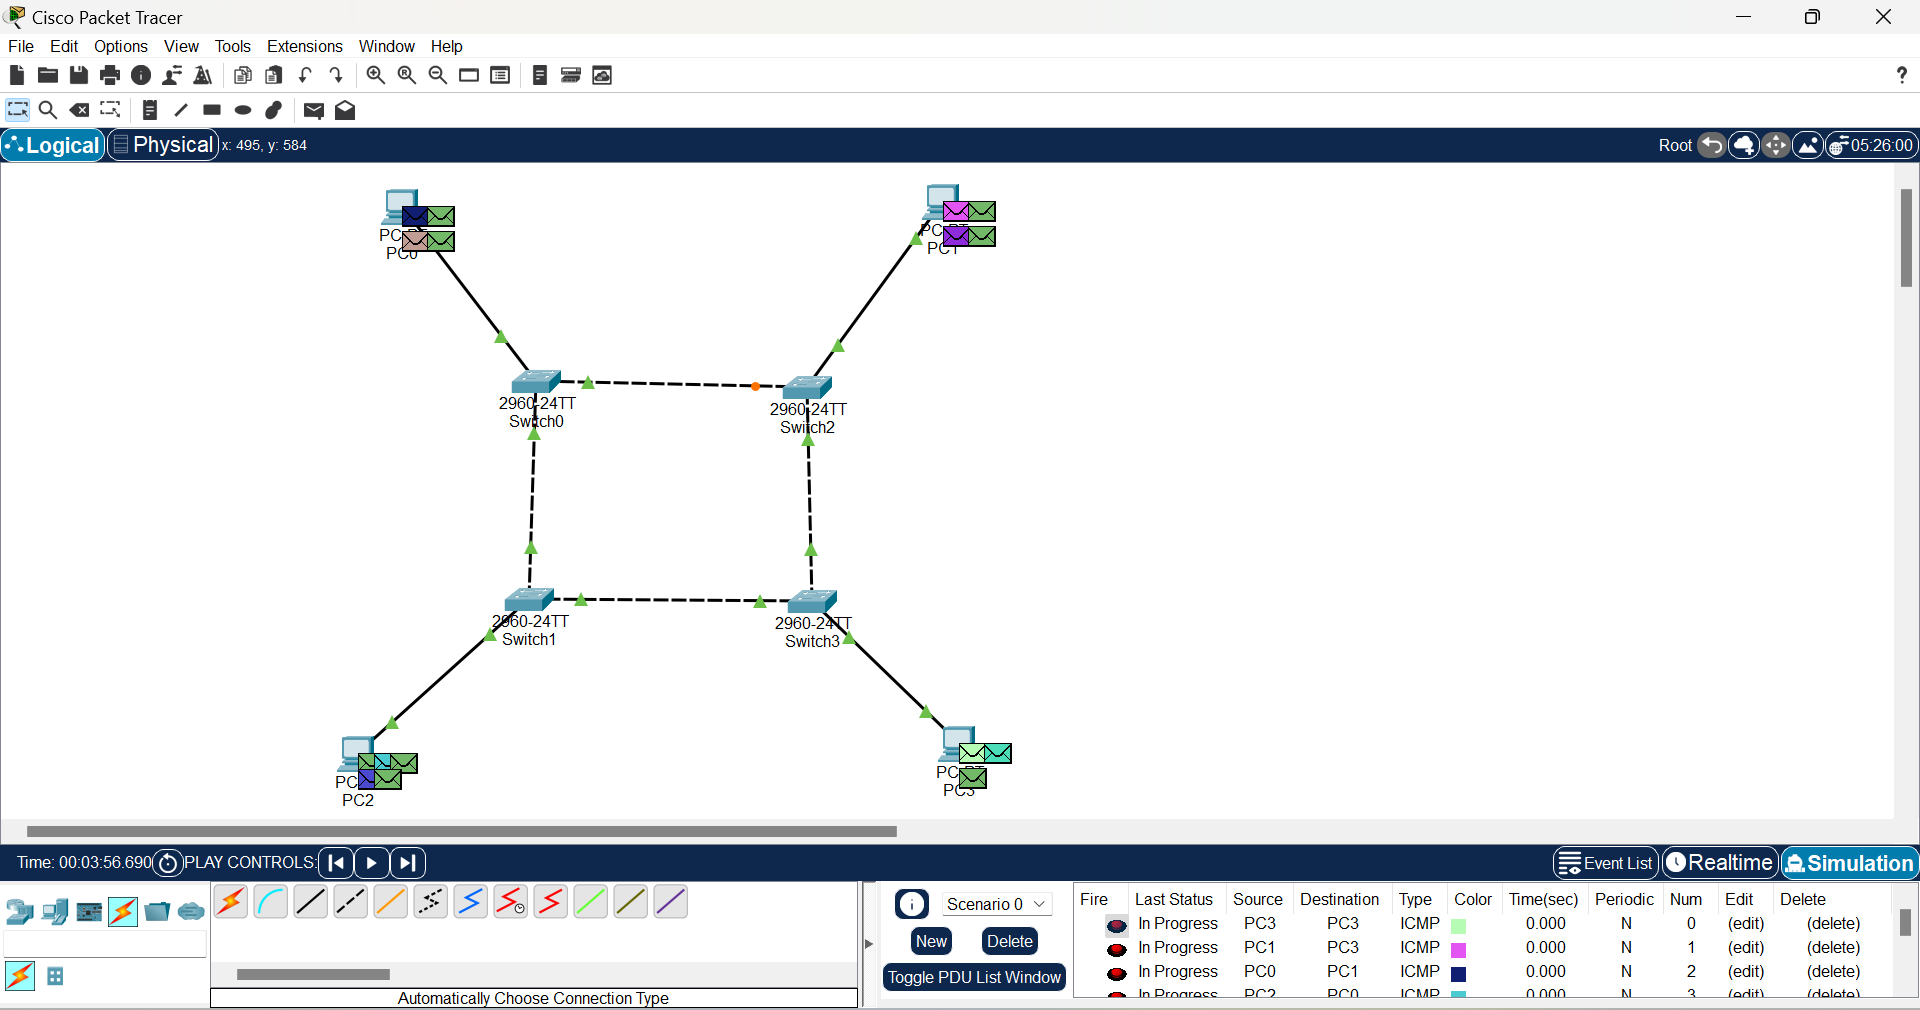 Cisco Packet Tracer
File Edit Options View Tools Extensions Window Help
Logical Physical x: 495, y: 584 Root 05:26:00
PC0
PC1
2960-24TT
Switch0
2960-24TT
Switch2
2960-24TT
Switch1
2960-24TT
Switch3
PC2
PC3
Time: 00:03:56.690 PLAY CONTROLS: Event List Realtime Simulation
Automatically Choose Connection Type
Scenario 0
New Delete
Toggle PDU List Window
Fire Last Status Source Destination Type Color Time(sec) Periodic Num Edit Delete
In Progress PC3 PC3 ICMP 0.000 N 0 (edit) (delete)
In Progress PC1 PC3 ICMP 0.000 N 1 (edit) (delete)
In Progress PC0 PC1 ICMP 0.000 N 2 (edit) (delete)
In Progress PC2 PC0 ICMP 0.000 N 3 (edit) (delete)